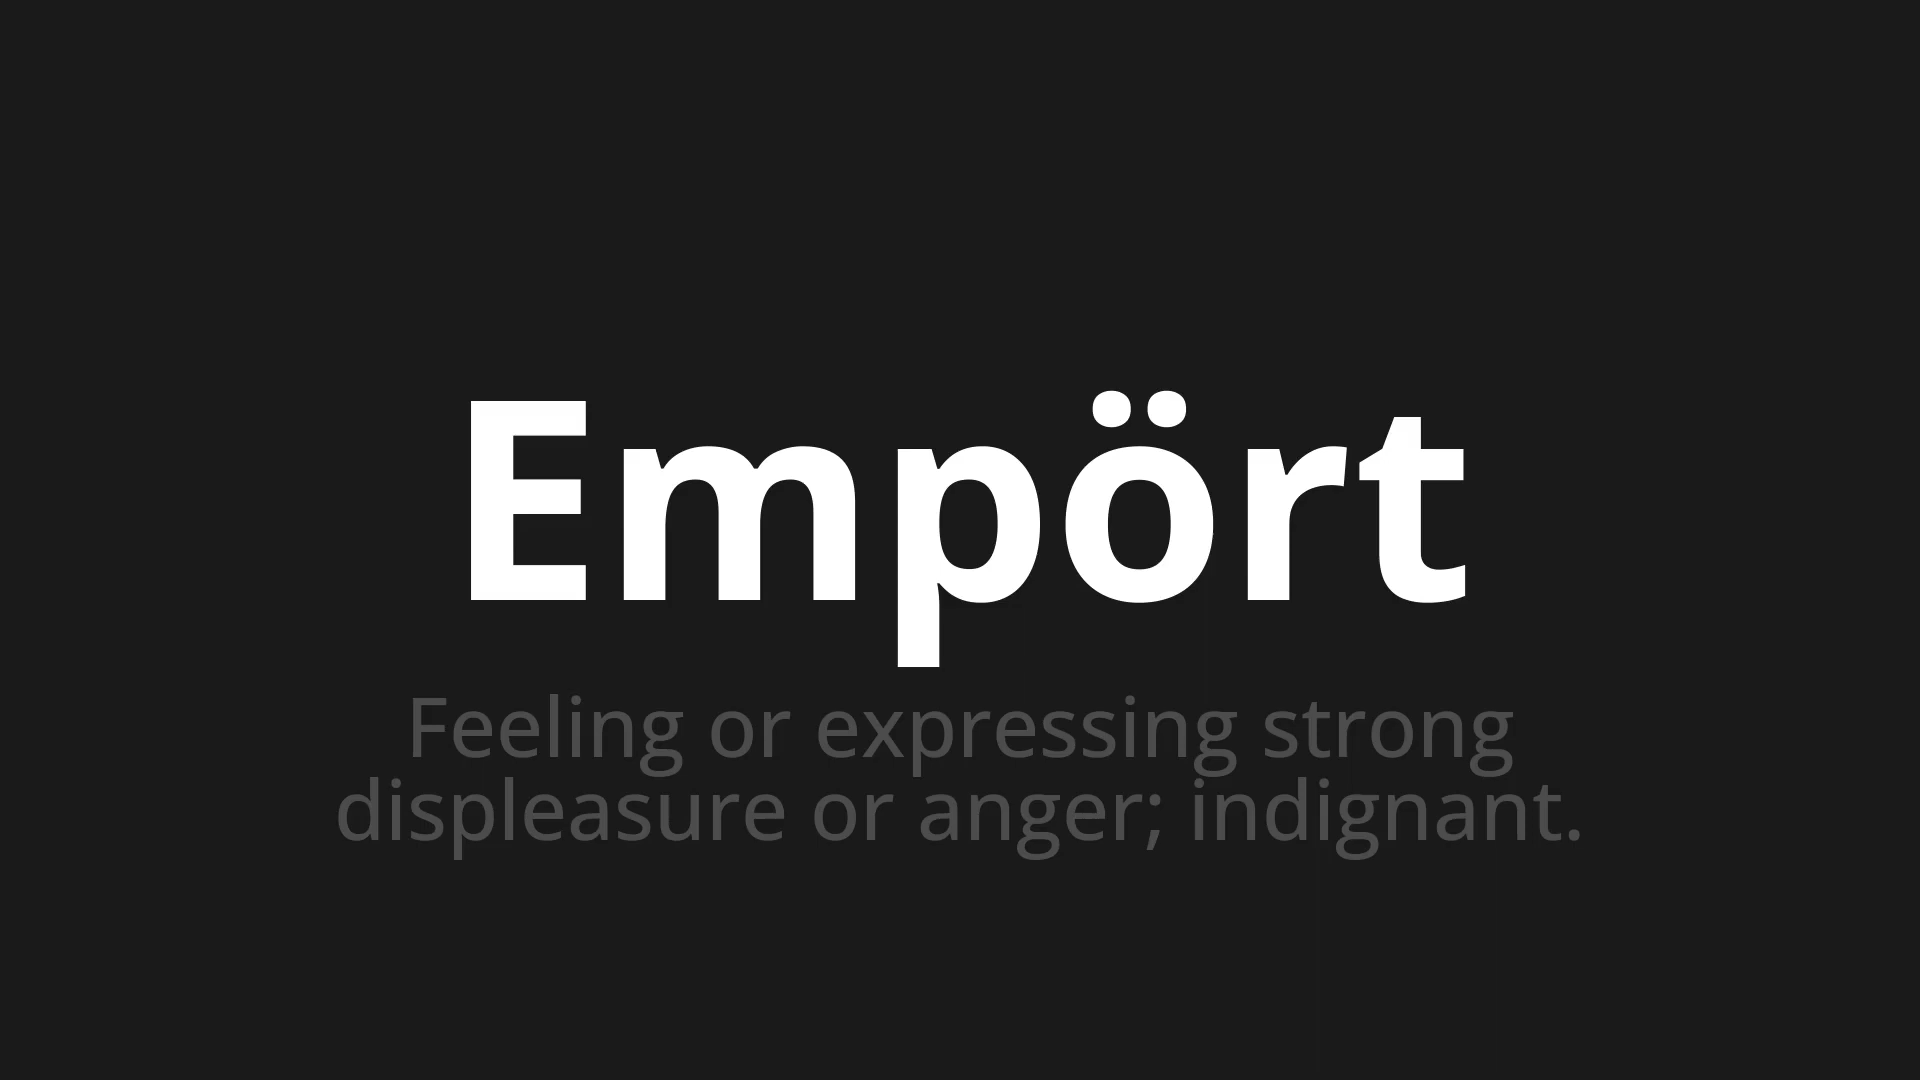 Empört
Feeling or expressing strong
displeasure or anger; indignant.